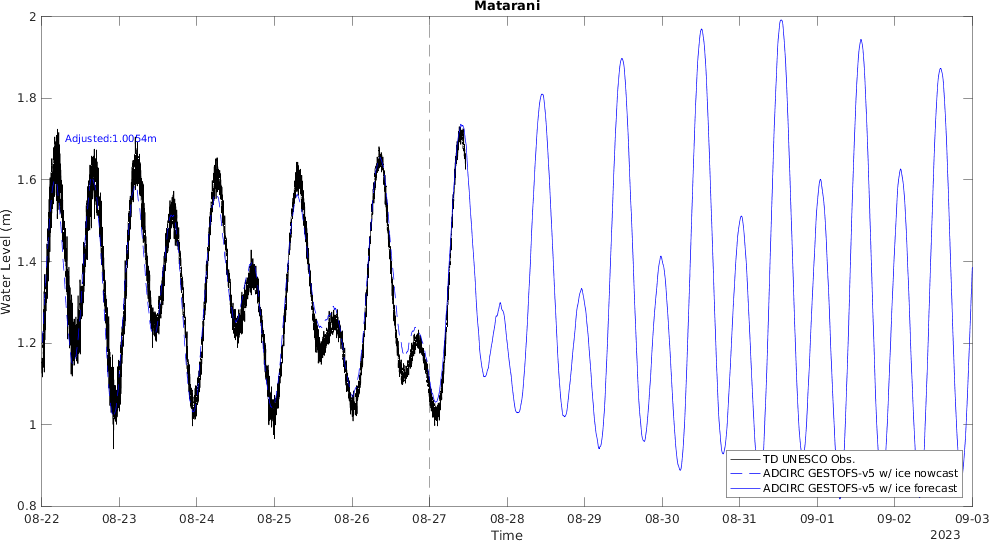 Matarani
2
1.8
1.6
1.4
1.2
1
0.8
Water Level (m)
Adjusted:1.0054m
TD UNESCO Obs.
ADCIRC GESTOFS-v5 w/ ice nowcast
ADCIRC GESTOFS-v5 w/ ice forecast
08-22 08-23 08-24 08-25 08-26 08-27 08-28 08-29 08-30 08-31 09-01 09-02 09-03
Time
2023